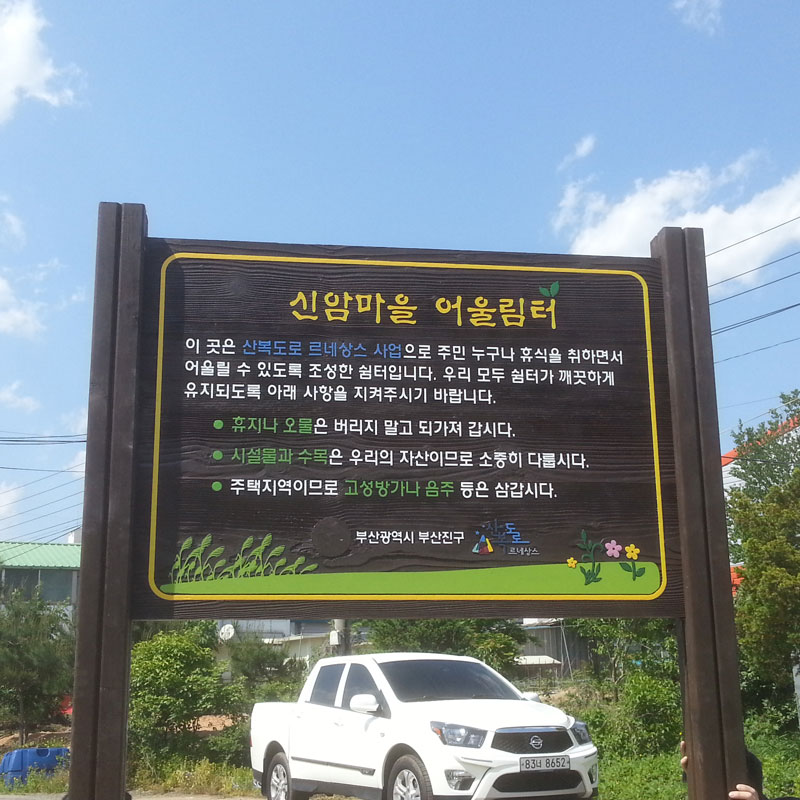 신암마을 어울림터
이 곳은 산복도로 르네상스 사업으로 주민 누구나 휴식을 취하면서
어울릴 수 있도록 조성한 쉼터입니다. 우리 모두 쉼터가 깨끗하게
유지되도록 아래 사항을 지켜주시기 바랍니다.
● 휴지나 오물은 버리지 말고 되가져 갑시다.
● 시설물과 수목은 우리의 자산이므로 소중히 다룹시다.
● 주택지역이므로 고성방가나 음주 등은 삼갑시다.
부산광역시 부산진구 산복도로
르네상스
83너 8652